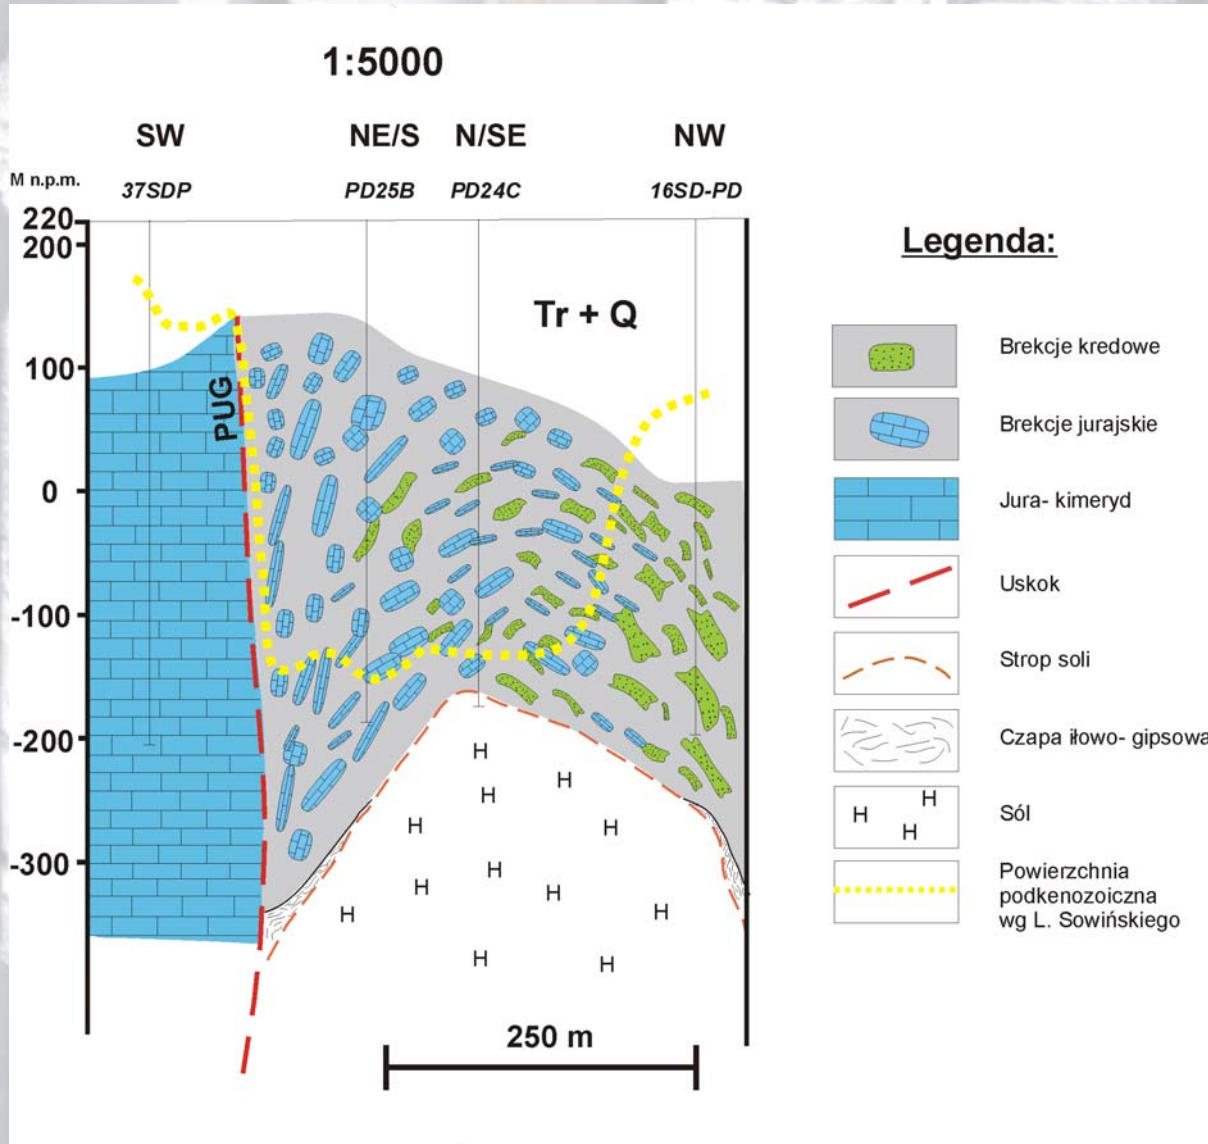 1:5000
SW NE/S N/SE NW
M n.p.m. 37SDP PD25B PD24C 16SD-PD
220
200
100
0
-100
-200
-300
Tr + Q
PUG
H
H
H
H
H
H
H
H
H
H
H
H
250 m
Legenda:
Brekcje kredowe
Brekcje jurajskie
Jura- kimeryd
Uskok
Strop soli
Czapa iłowo- gipsowa
H H H
Sól
Powierzchnia
podkenozoiczna
wg L. Sowińskiego